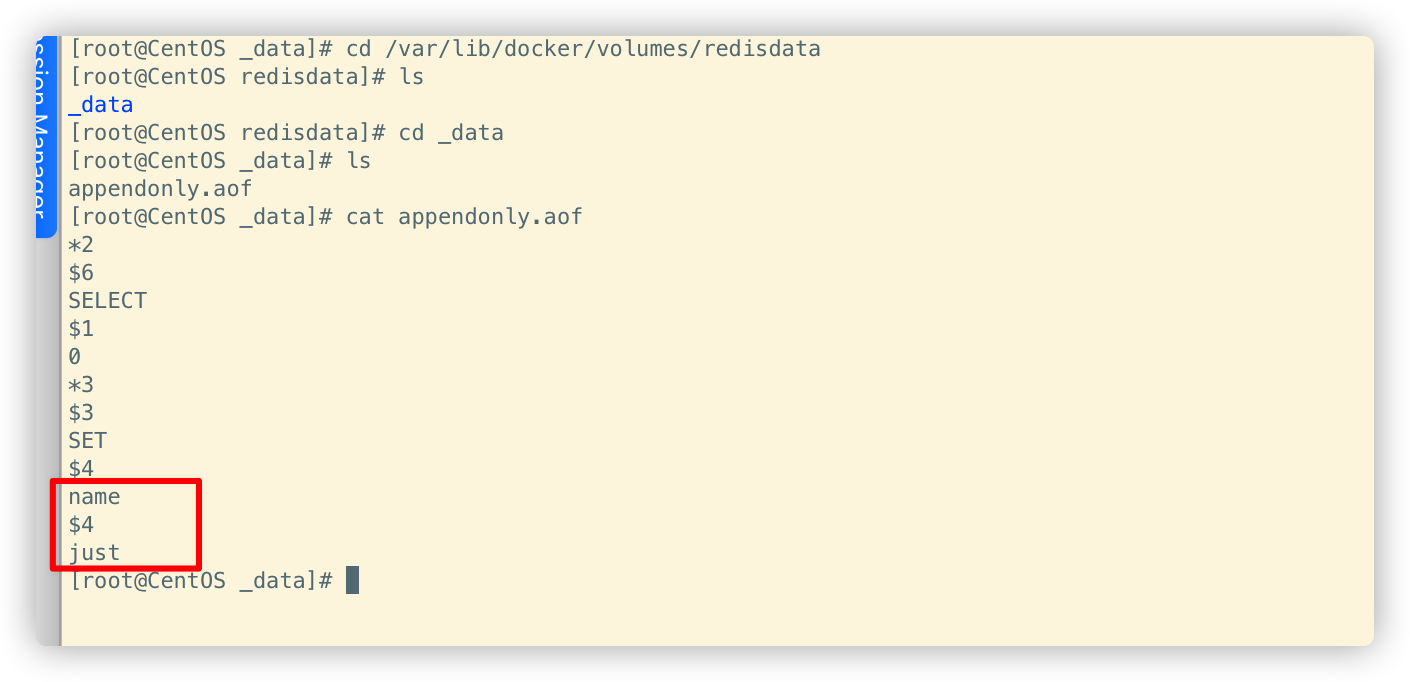 [root@CentOS _data]# cd /var/lib/docker/volumes/redisdata
[root@CentOS redisdata]# ls
_data
[root@CentOS redisdata]# cd _data
[root@CentOS _data]# ls
appendonly.aof
[root@CentOS _data]# cat appendonly.aof
*2
$6
SELECT
$1
0
*3
$3
SET
$4
name
$4
just
[root@CentOS _data]#
Manager